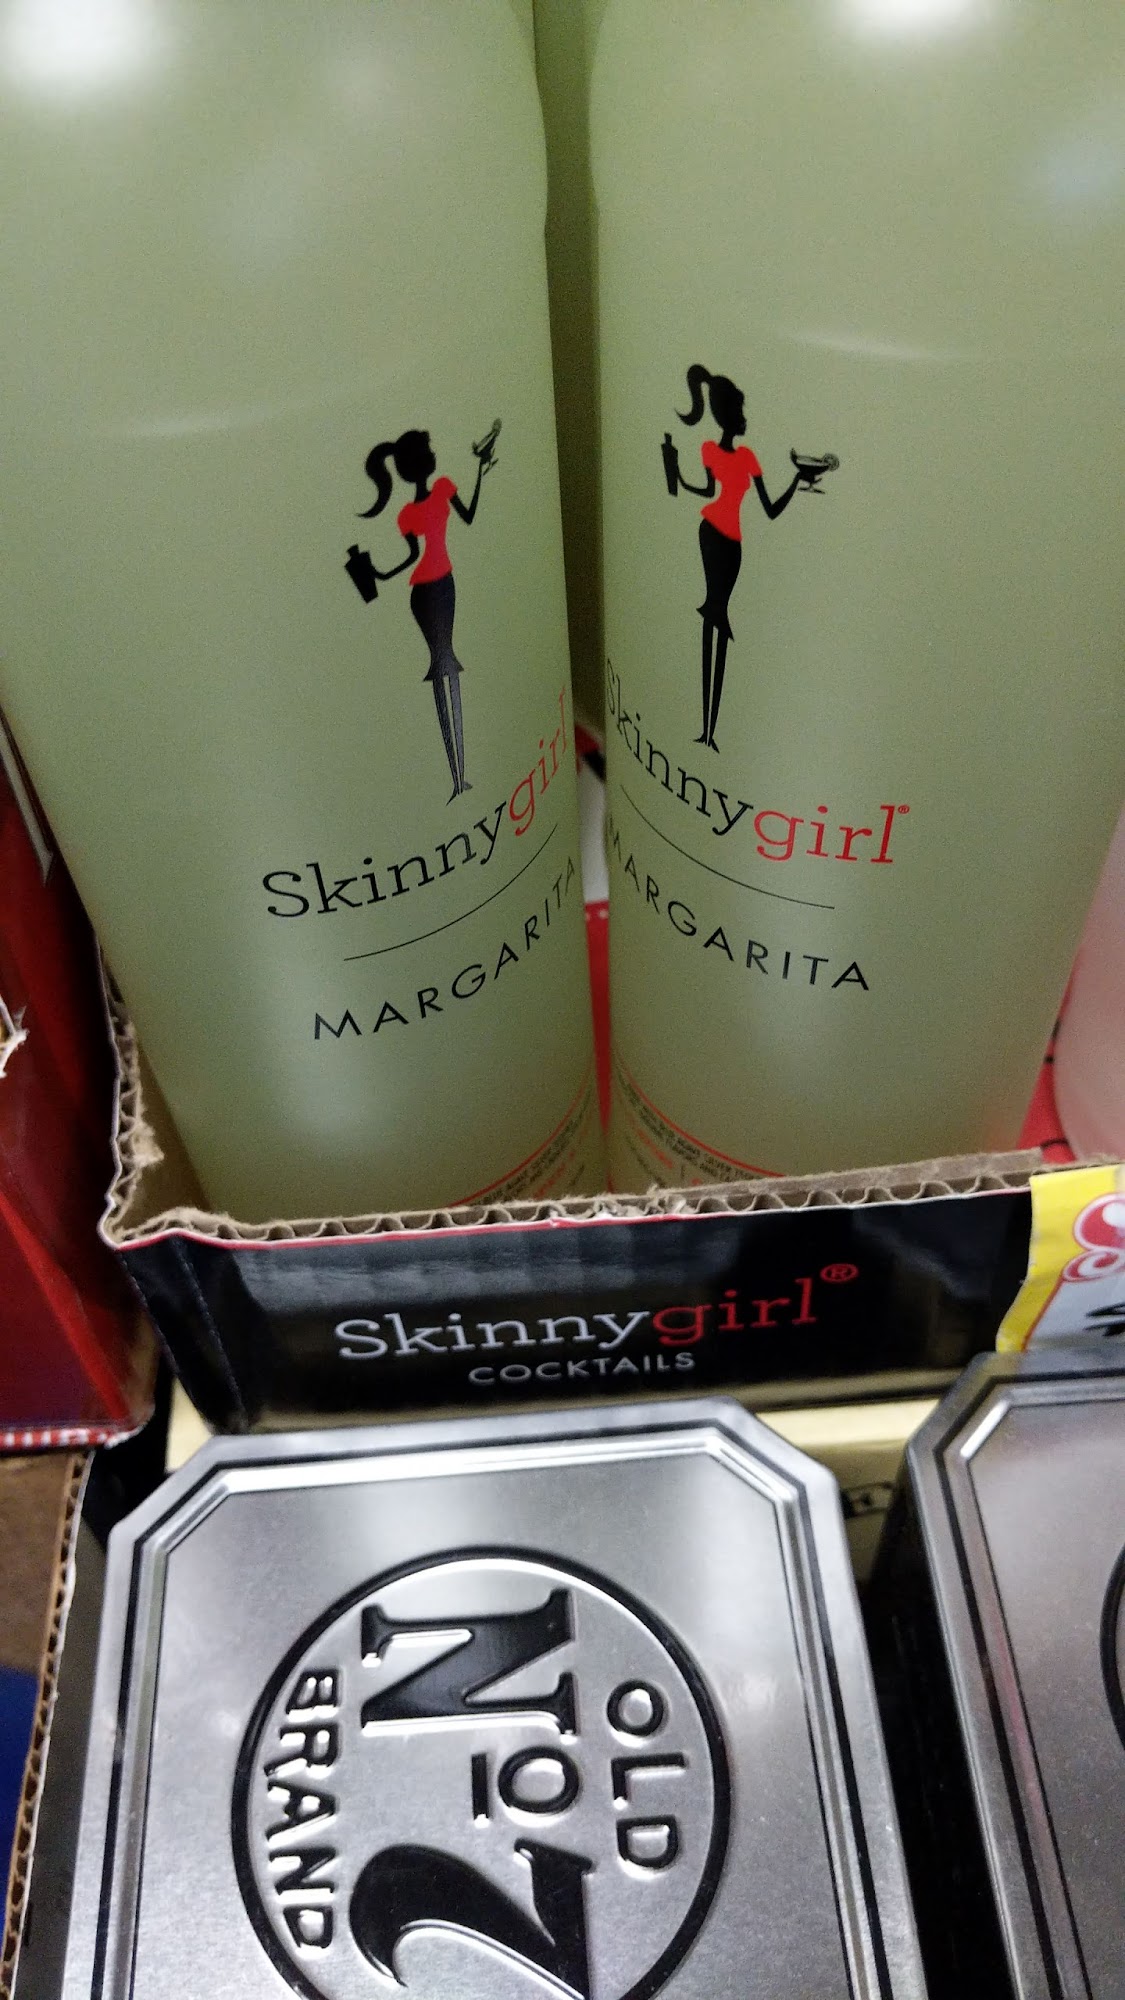 Skinnygirl
MARGARITA
Skinnygirl®
MARGARITA
Skinnygirl®
COCKTAILS
OLD
No
7
BRAND